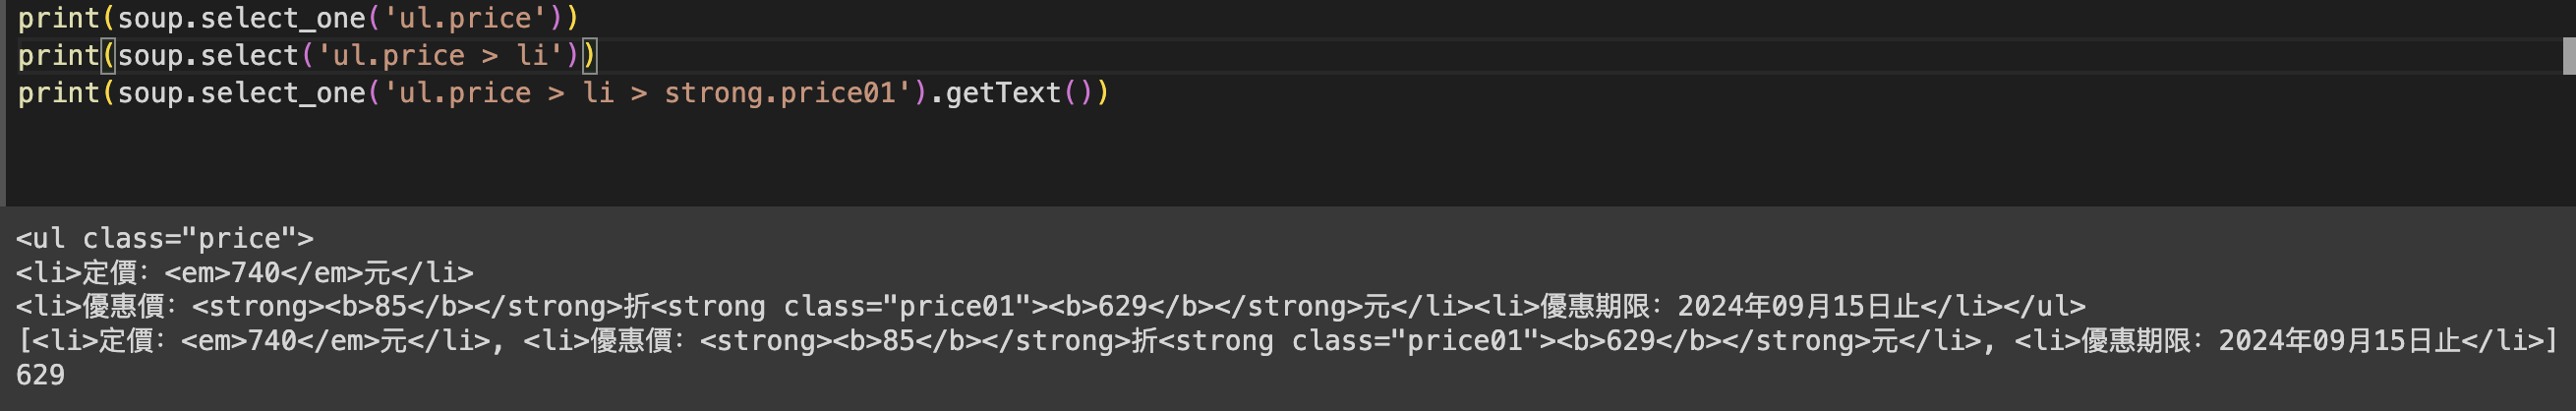 print(soup.select_one('ul.price'))
print(soup.select('ul.price > li'))
print(soup.select_one('ul.price > li > strong.price01').getText())
<ul class="price">
<li>定價：<em>740</em>元</li>
<li>優惠價：<strong><b>85</b></strong>折<strong class="price01"><b>629</b></strong>元</li><li>優惠期限：2024年09月15日止</li></ul>
[<li>定價：<em>740</em>元</li>, <li>優惠價：<strong><b>85</b></strong>折<strong class="price01"><b>629</b></strong>元</li>, <li>優惠期限：2024年09月15日止</li>]
629